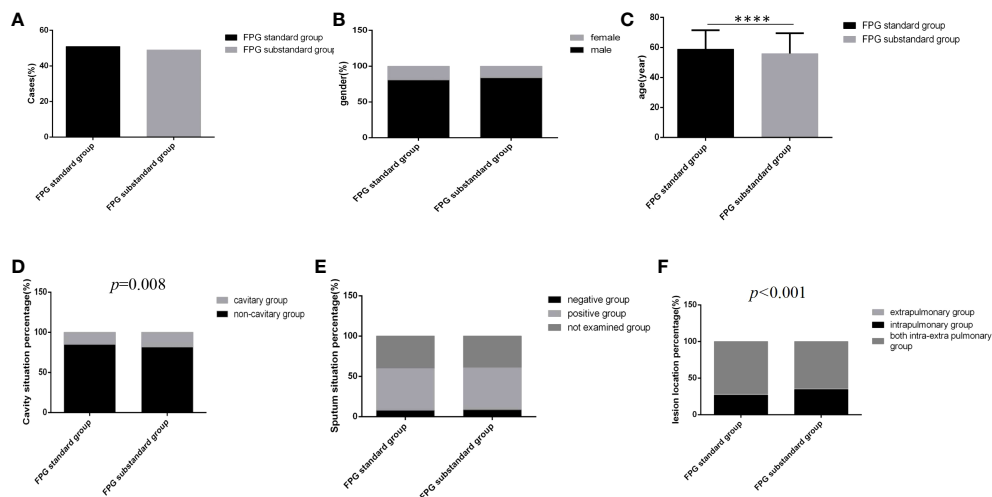 A
Cases(%)
60
40
20
0
FPG standard group
FPG substandard group
FPG standard group
FPG substandard group
B
gender(%)
150
100
50
0
FPG standard group
FPG substandard group
female
male
C
age(year)
80
60
40
20
0
****
FPG standard group
FPG substandard group
FPG standard group
FPG substandard group
D
p=0.008
Cavity situation percentage(%)
150
100
50
0
FPG standard group
FPG substandard group
cavitary group
non-cavitary group
E
Sputum situation percentage(%)
150
100
50
0
FPG standard group
FPG substandard group
negative group
positive group
not examined group
F
p<0.001
lesion location percentage(%)
150
100
50
0
FPG standard group
FPG substandard group
extrapulmonary group
intrapulmonary group
both intra-extra pulmonary
group